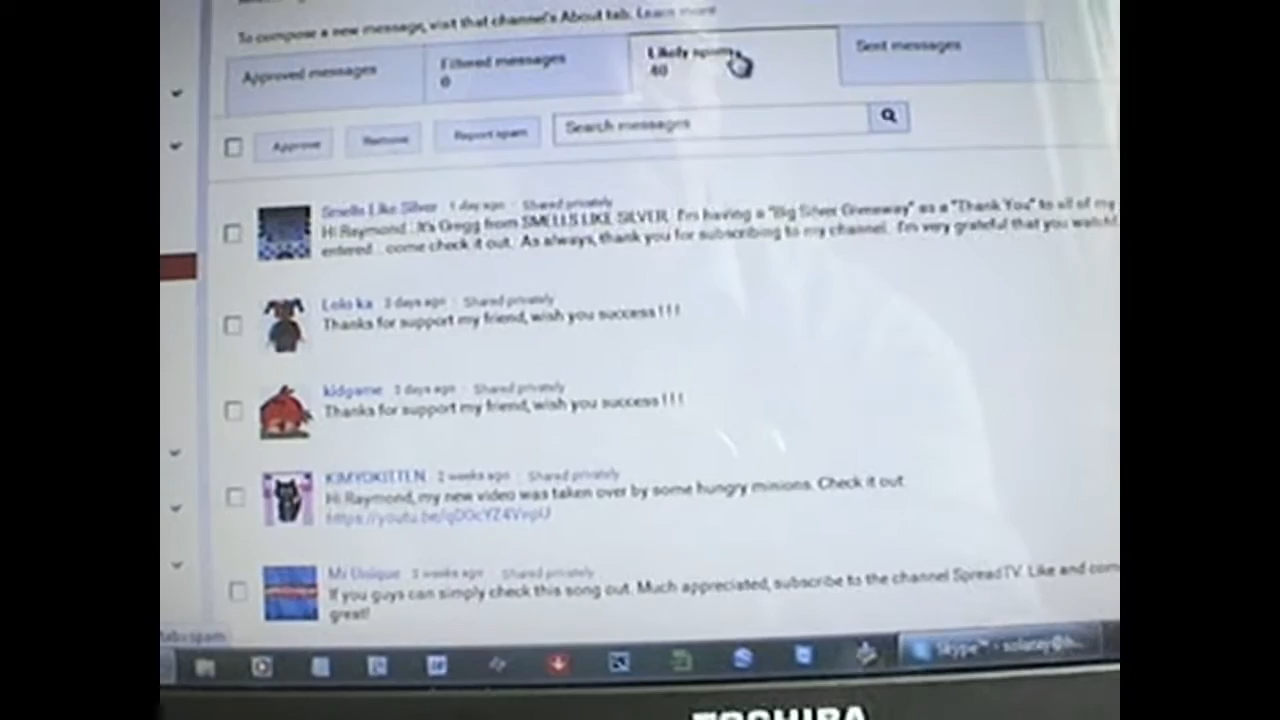 To compose a new message, visit that channel's About tab. Learn more
Approved messages
Filtered messages
0
Likely spam
40
Sent messages
Approve
Remove
Report spam
Search messages
Smells Like Silver 1 day ago · Shared privately
Hi Raymond...It's Gregg from SMELLS LIKE SILVER. I'm having a "Big Silver Giveaway" as a "Thank You" to all of my
entered... come check it out. As always, thank you for subscribing to my channel. I'm very grateful that you watch!
Lolo ka 3 days ago · Shared privately
Thanks for support my friend, wish you success ! ! !
kidgame 3 days ago · Shared privately
Thanks for support my friend, wish you success ! ! !
KIMYOKITTEN 2 weeks ago · Shared privately
Hi Raymond, my new video was taken over by some hungry minions. Check it out
Mr Unique 3 weeks ago · Shared privately
If you guys can simply check this song out. Much appreciated, subscribe to the channel SpreadTV. Like and com
great!
Skype™ -
TOSHIBA